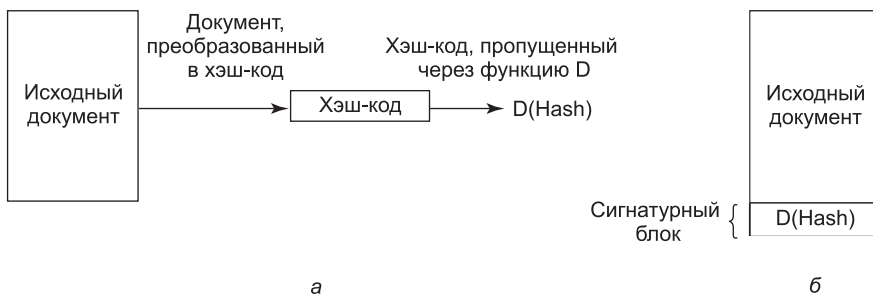 Исходный
документ
Документ,
преобразованный
в хэш-код
Хэш-код
Хэш-код, пропущенный
через функцию D
D(Hash)
а
Исходный
документ
Сигнатурный
блок
D(Hash)
б